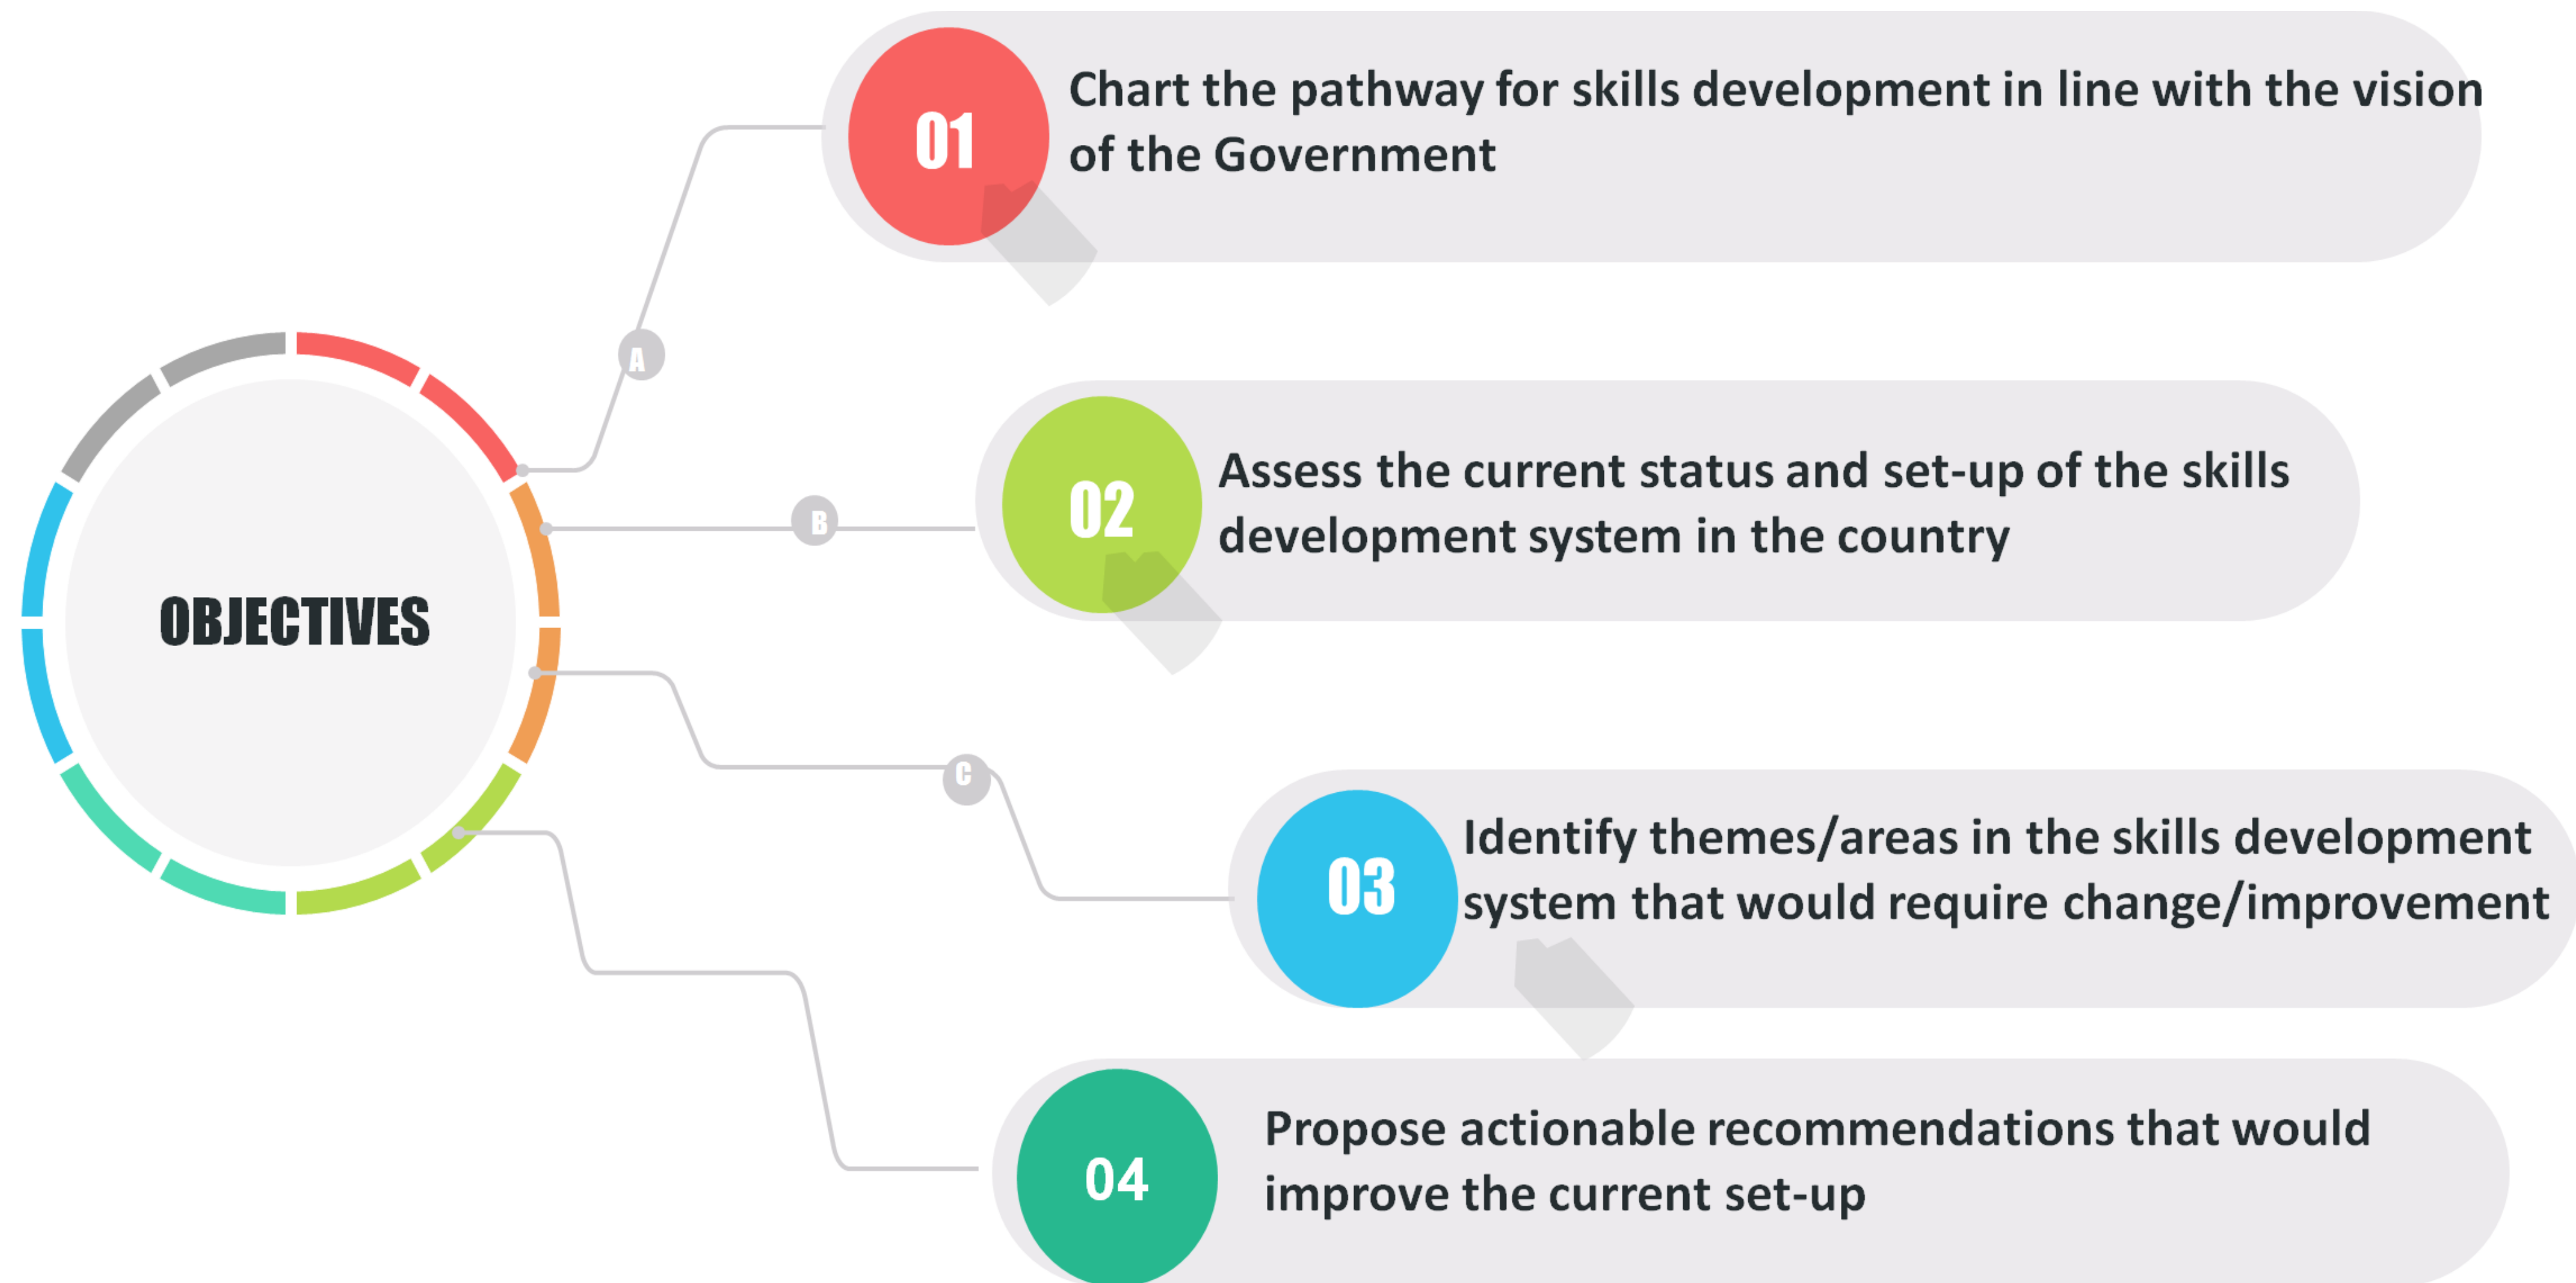 OBJECTIVES
A
01
Chart the pathway for skills development in line with the vision
of the Government
B
02
Assess the current status and set-up of the skills
development system in the country
C
03
Identify themes/areas in the skills development
system that would require change/improvement
04
Propose actionable recommendations that would
improve the current set-up